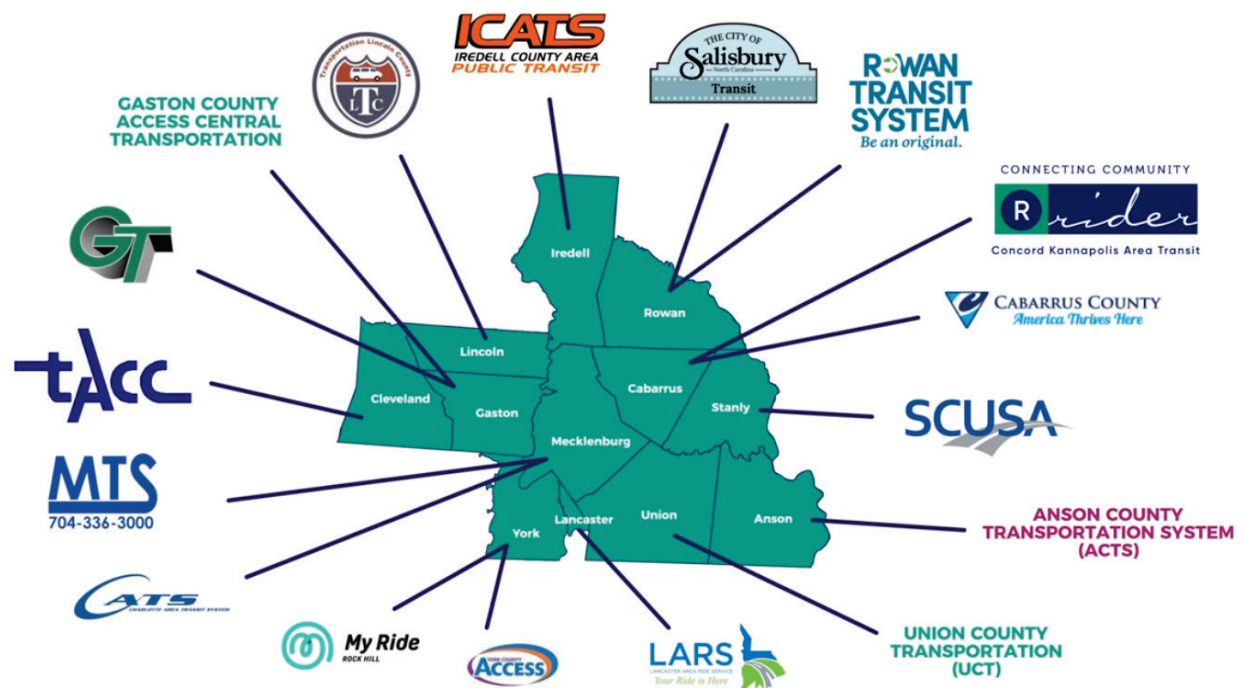 ICATS
IREDELL COUNTY AREA
PUBLIC TRANSIT
THE CITY OF
Salisbury
North Carolina
Transit
Transportation Lincoln County
T
L C
ROWAN
TRANSIT
SYSTEM
Be an original.
GASTON COUNTY
ACCESS CENTRAL
TRANSPORTATION
CONNECTING COMMUNITY
R rider
Concord Kannapolis Area Transit
GT
Iredell
Rowan
CABARRUS COUNTY
America Thrives Here
Lincoln
Cabarrus
Cleveland
Gaston
Stanly
tAcc
SCUSA
Mecklenburg
MTS
704-336-3000
York
Lancaster
Union
Anson
ANSON COUNTY
TRANSPORTATION SYSTEM
(ACTS)
CATS
CHARLOTTE AREA TRANSIT SYSTEM
My Ride
ROCK HILL
YORK COUNTY
ACCESS
LARS
LANCASTER AREA RIDE SERVICE
Your Ride is Here
UNION COUNTY
TRANSPORTATION
(UCT)